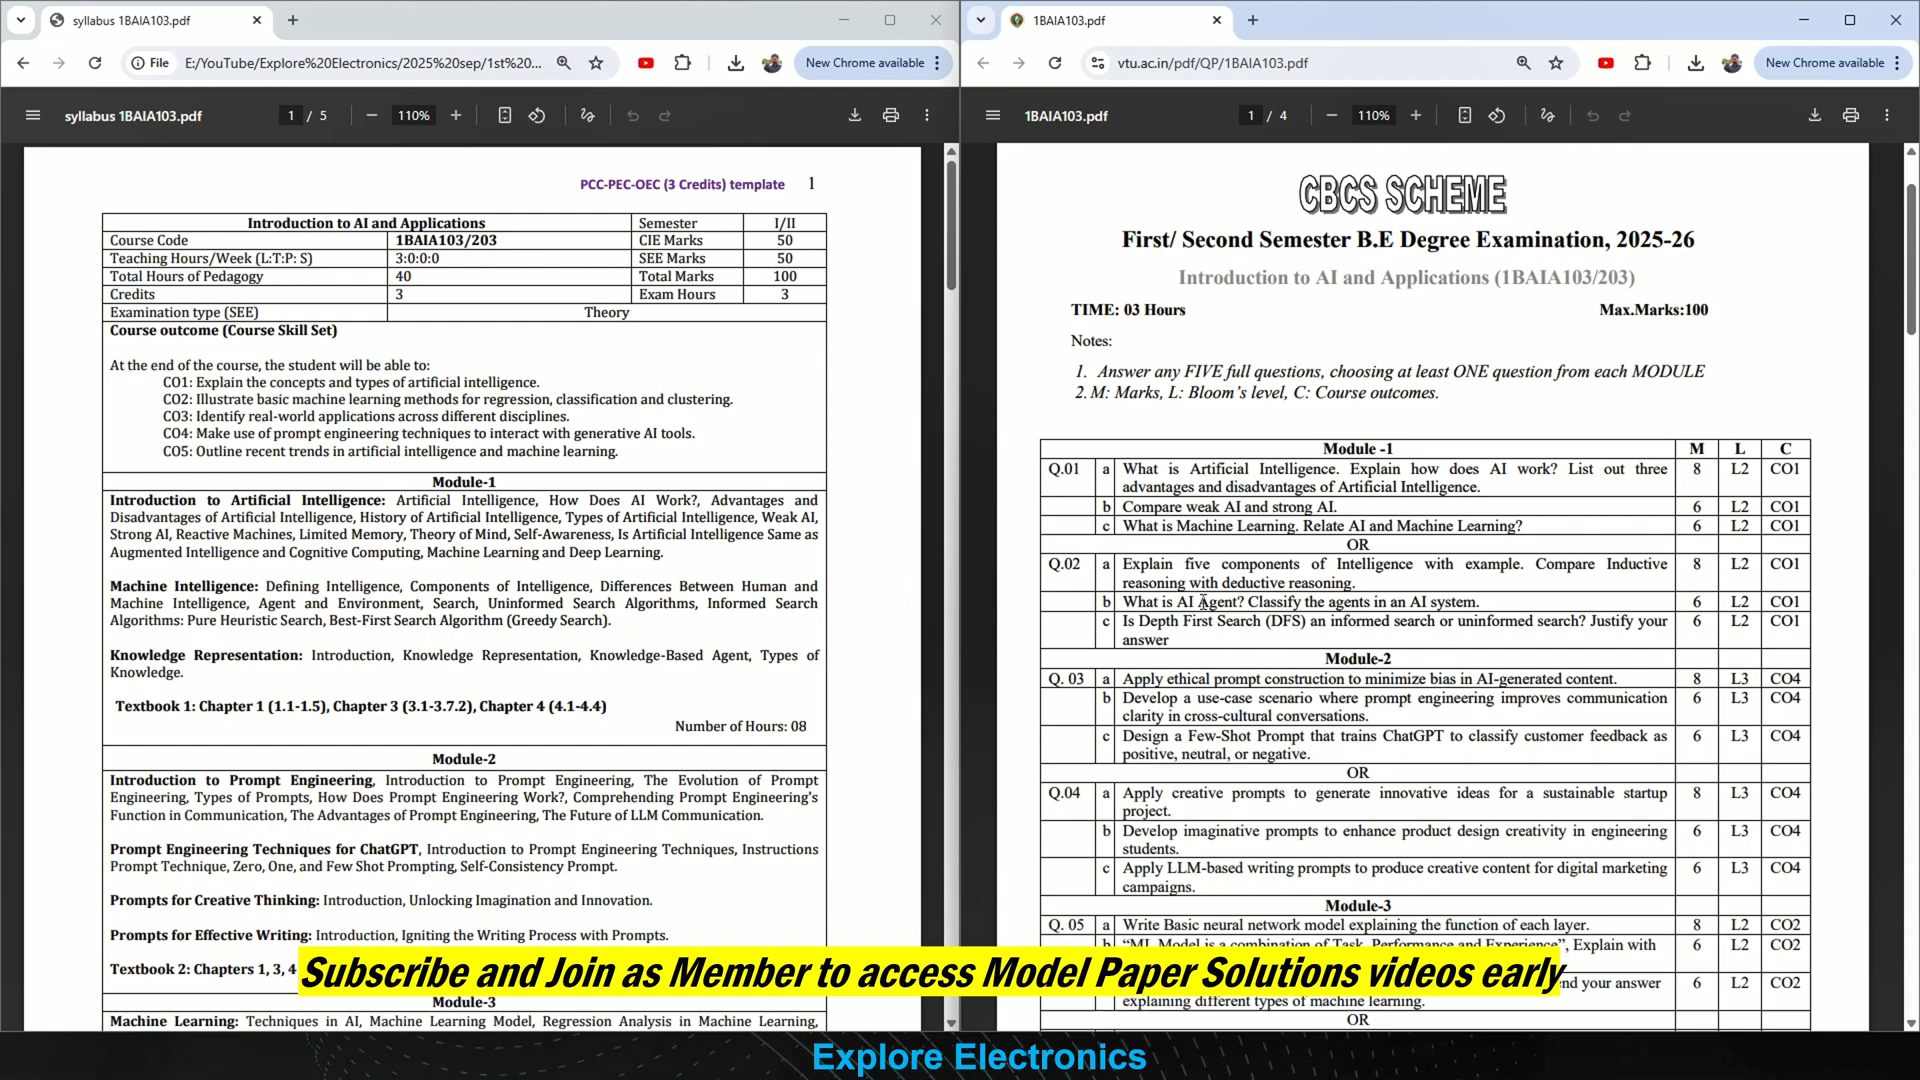 syllabus 1BAIA103.pdf
File
E:/YouTube/Explore%20Electronics/2025%20sep/1st%20...
New Chrome available
syllabus 1BAIA103.pdf
1 / 5
110%
PCC-PEC-OEC (3 Credits) template 1
Introduction to AI and Applications Semester I/II
Course Code 1BAIA103/203 CIE Marks 50
Teaching Hours/Week (L:T:P: S) 3:0:0:0 SEE Marks 50
Total Hours of Pedagogy 40 Total Marks 100
Credits 3 Exam Hours 3
Examination type (SEE) Theory
Course outcome (Course Skill Set)
At the end of the course, the student will be able to:
CO1: Explain the concepts and types of artificial intelligence.
CO2: Illustrate basic machine learning methods for regression, classification and clustering.
CO3: Identify real-world applications across different disciplines.
CO4: Make use of prompt engineering techniques to interact with generative AI tools.
CO5: Outline recent trends in artificial intelligence and machine learning.
Module-1
Introduction to Artificial Intelligence: Artificial Intelligence, How Does AI Work?, Advantages and
Disadvantages of Artificial Intelligence, History of Artificial Intelligence, Types of Artificial Intelligence, Weak AI,
Strong AI, Reactive Machines, Limited Memory, Theory of Mind, Self-Awareness, Is Artificial Intelligence Same as
Augmented Intelligence and Cognitive Computing, Machine Learning and Deep Learning.
Machine Intelligence: Defining Intelligence, Components of Intelligence, Differences Between Human and
Machine Intelligence, Agent and Environment, Search, Uninformed Search Algorithms, Informed Search
Algorithms: Pure Heuristic Search, Best-First Search Algorithm (Greedy Search).
Knowledge Representation: Introduction, Knowledge Representation, Knowledge-Based Agent, Types of
Knowledge.
Textbook 1: Chapter 1 (1.1-1.5), Chapter 3 (3.1-3.7.2), Chapter 4 (4.1-4.4)
Number of Hours: 08
Module-2
Introduction to Prompt Engineering, Introduction to Prompt Engineering, The Evolution of Prompt
Engineering, Types of Prompts, How Does Prompt Engineering Work?, Comprehending Prompt Engineering's
Function in Communication, The Advantages of Prompt Engineering, The Future of LLM Communication.
Prompt Engineering Techniques for ChatGPT, Introduction to Prompt Engineering Techniques, Instructions
Prompt Technique, Zero, One, and Few Shot Prompting, Self-Consistency Prompt.
Prompts for Creative Thinking: Introduction, Unlocking Imagination and Innovation.
Prompts for Effective Writing: Introduction, Igniting the Writing Process with Prompts.
Textbook 2: Chapters 1, 3, 4
Module-3
Machine Learning: Techniques in AI, Machine Learning Model, Regression Analysis in Machine Learning,
1BAIA103.pdf
vtu.ac.in/pdf/QP/1BAIA103.pdf
New Chrome available
1BAIA103.pdf
1 / 4
110%
CBCS SCHEME
First/ Second Semester B.E Degree Examination, 2025-26
Introduction to AI and Applications (1BAIA103/203)
TIME: 03 Hours Max.Marks:100
Notes:
1. Answer any FIVE full questions, choosing at least ONE question from each MODULE
2. M: Marks, L: Bloom's level, C: Course outcomes.
Module -1 M L C
Q.01 a What is Artificial Intelligence. Explain how does AI work? List out three 8 L2 CO1
advantages and disadvantages of Artificial Intelligence.
b Compare weak AI and strong AI. 6 L2 CO1
c What is Machine Learning. Relate AI and Machine Learning? 6 L2 CO1
OR
Q.02 a Explain five components of Intelligence with example. Compare Inductive 8 L2 CO1
reasoning with deductive reasoning.
b What is AI Agent? Classify the agents in an AI system. 6 L2 CO1
c Is Depth First Search (DFS) an informed search or uninformed search? Justify your 6 L2 CO1
answer
Module-2
Q. 03 a Apply ethical prompt construction to minimize bias in AI-generated content. 8 L3 CO4
b Develop a use-case scenario where prompt engineering improves communication 6 L3 CO4
clarity in cross-cultural conversations.
c Design a Few-Shot Prompt that trains ChatGPT to classify customer feedback as 6 L3 CO4
positive, neutral, or negative.
OR
Q.04 a Apply creative prompts to generate innovative ideas for a sustainable startup 8 L3 CO4
project.
b Develop imaginative prompts to enhance product design creativity in engineering 6 L3 CO4
students.
c Apply LLM-based writing prompts to produce creative content for digital marketing 6 L3 CO4
campaigns.
Module-3
Q. 05 a Write Basic neural network model explaining the function of each layer. 8 L2 CO2
b "ML Model is a combination of Task, Performance and Experience", Explain with 6 L2 CO2
nd your answer 6 L2 CO2
explaining different types of machine learning.
OR
Subscribe and Join as Member to access Model Paper Solutions videos early
Explore Electronics